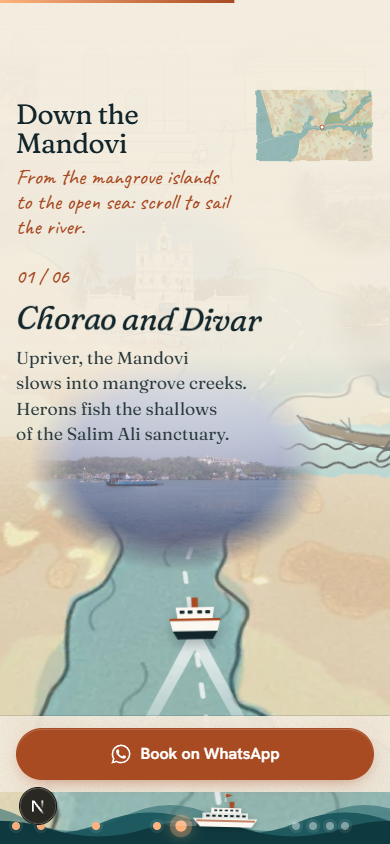 Down the
Mandovi
From the mangrove islands
to the open sea: scroll to sail
the river.
01 / 06
Chorao and Divar
Upriver, the Mandovi
slows into mangrove creeks.
Herons fish the shallows
of the Salim Ali sanctuary.
Book on WhatsApp
N